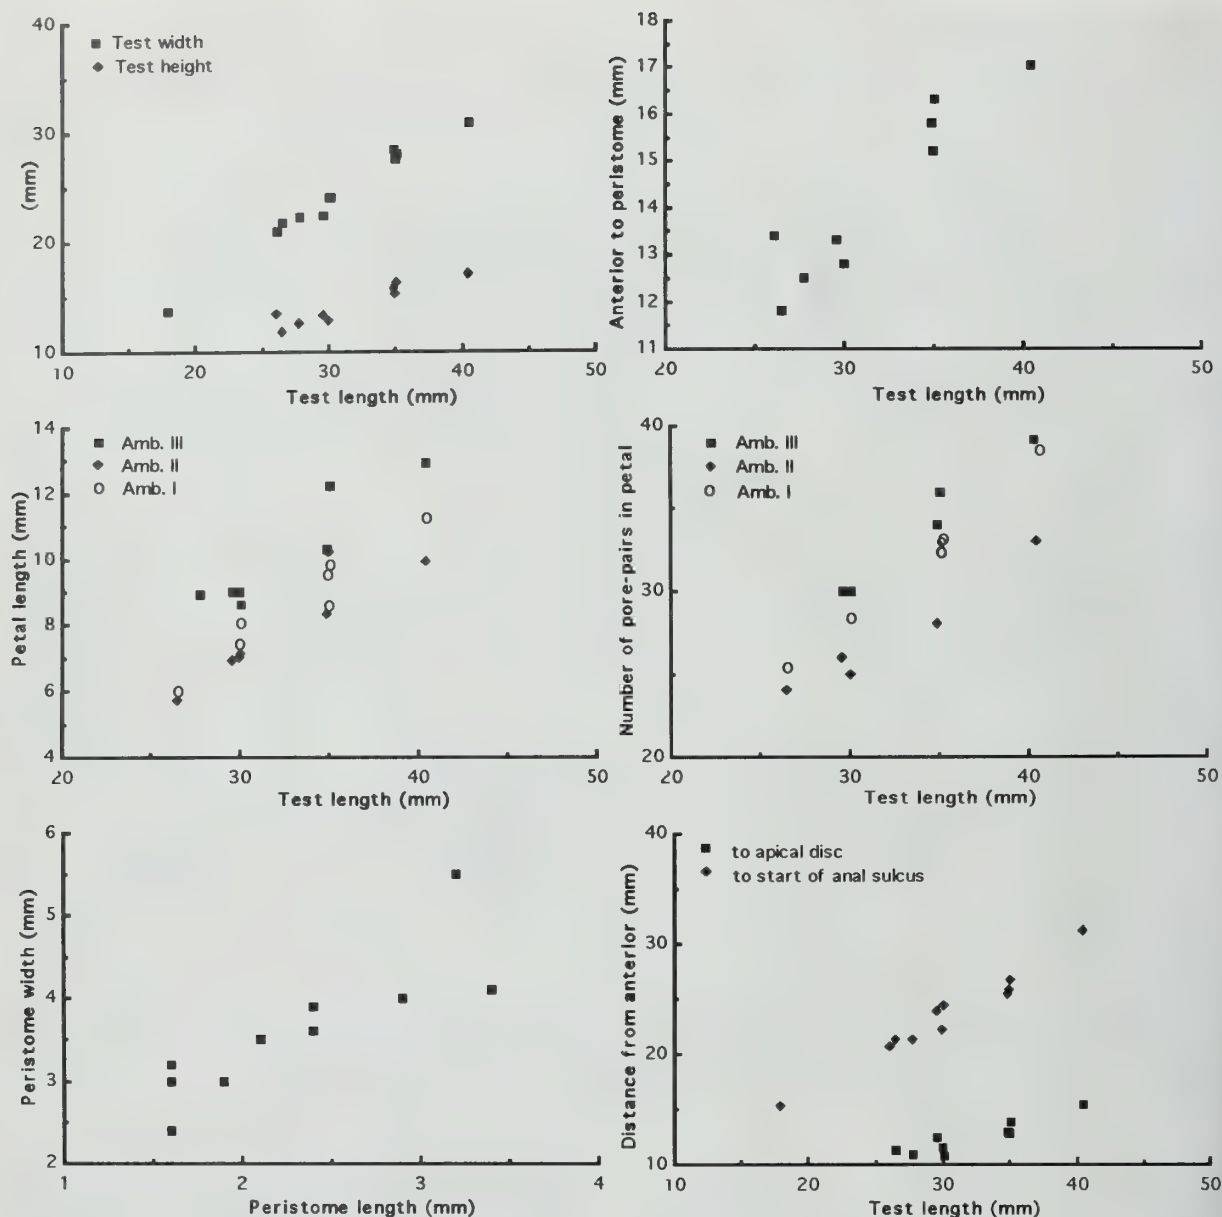 40
30
20
10
(mm)
Test width
Test height
10
20
30
40
50
Test length (mm)
18
17
16
15
14
13
12
11
Anterior to peristome (mm)
20
30
40
50
Test length (mm)
14
12
10
8
6
4
Petal length (mm)
Amb. III
Amb. II
Amb. I
20
30
40
50
Test length (mm)
40
30
20
Number of pore-pairs in petal
Amb. III
Amb. II
Amb. I
20
30
40
50
Test length (mm)
6
5
4
3
2
Peristome width (mm)
1
2
3
4
Peristome length (mm)
40
30
20
10
Distance from anterior (mm)
to apical disc
to start of anal sulcus
10
20
30
40
50
Test length (mm)